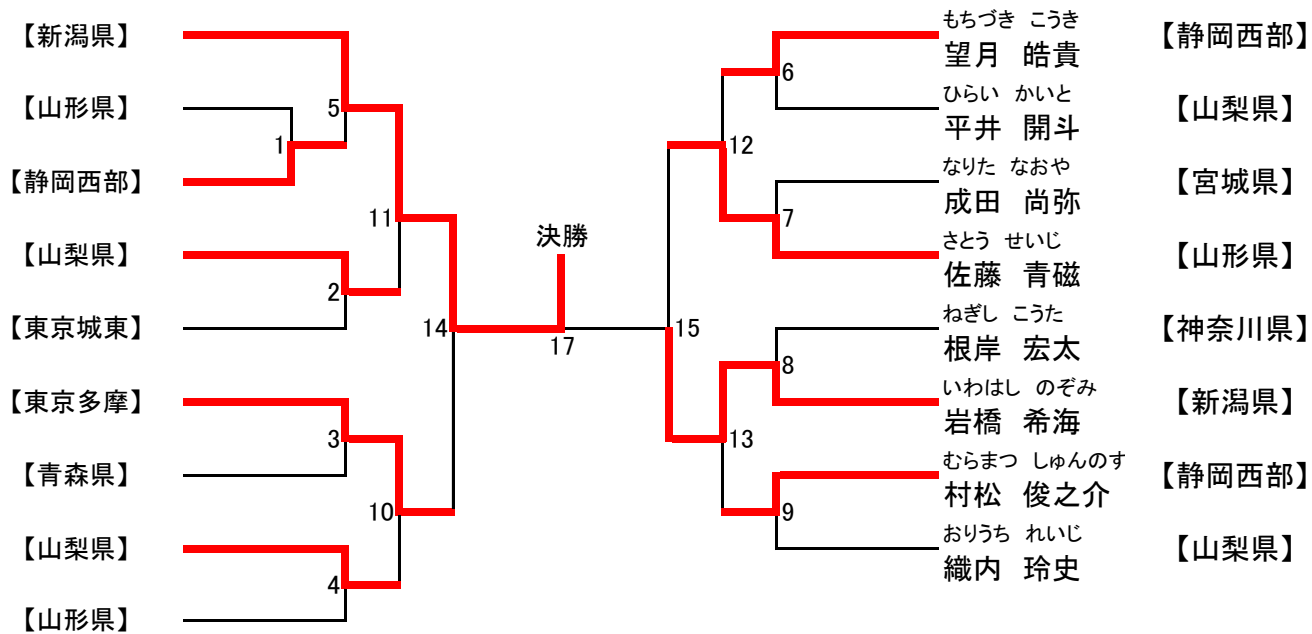 【新潟県】
【山形県】
【静岡西部】
【山梨県】
【東京城東】
【東京多摩】
【青森県】
【山梨県】
【山形県】
5
1
11
2
14
3
10
4
決勝
17
6
12
7
15
8
13
9
もちづき こうき
望月 皓貴 【静岡西部】
ひらい かいと
平井 開斗 【山梨県】
なりた なおや
成田 尚弥 【宮城県】
さとう せいじ
佐藤 青磁 【山形県】
ねぎし こうた
根岸 宏太 【神奈川県】
いわはし のぞみ
岩橋 希海 【新潟県】
むらまつ しゅんのす
村松 俊之介 【静岡西部】
おりうち れいじ
織内 玲史 【山梨県】